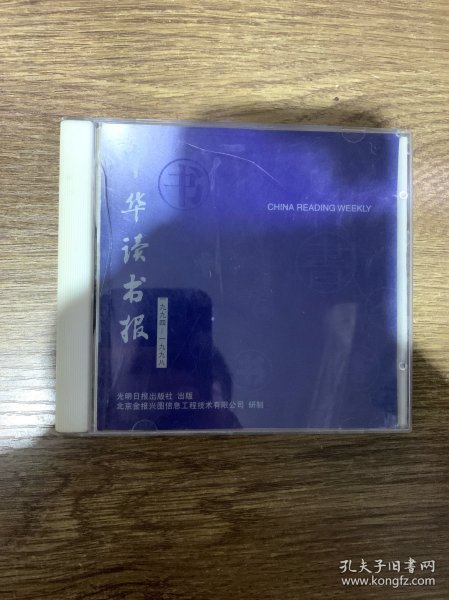 中华读书报
一九九四 - 一九九八
书
CHINA READING WEEKLY
光明日报出版社 出版
北京金报兴图信息工程技术有限公司 研制
孔夫子旧书网
www.kongfz.com